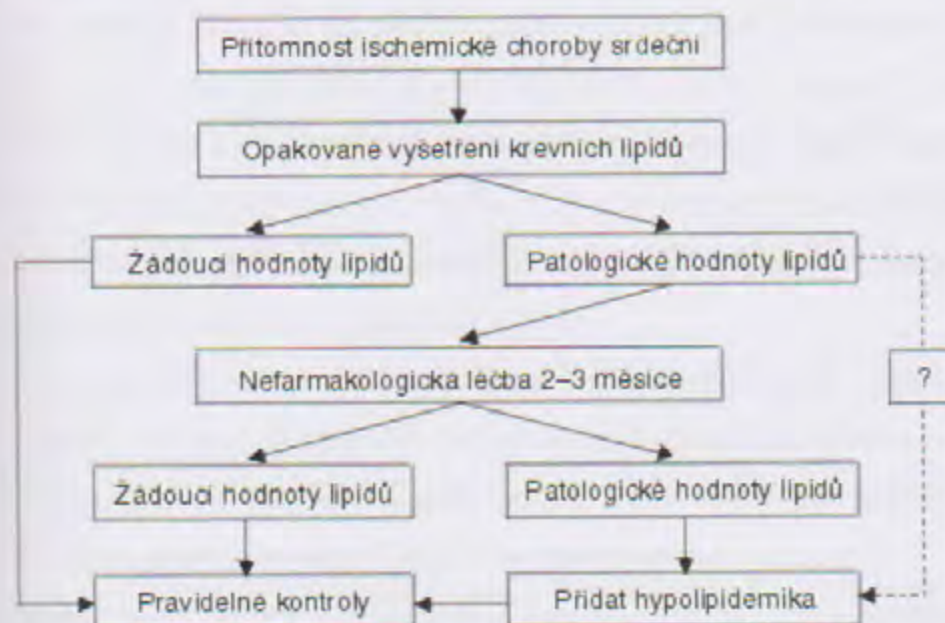 Přítomnost ischemické choroby srdeční
Opakované vyšetření krevních lipidů
Žádoucí hodnoty lipidů
Patologické hodnoty lipidů
?
Nefarmakologická léčba 2–3 měsíce
Žádoucí hodnoty lipidů
Patologické hodnoty lipidů
Pravidelné kontroly
Přidat hypolipidemika